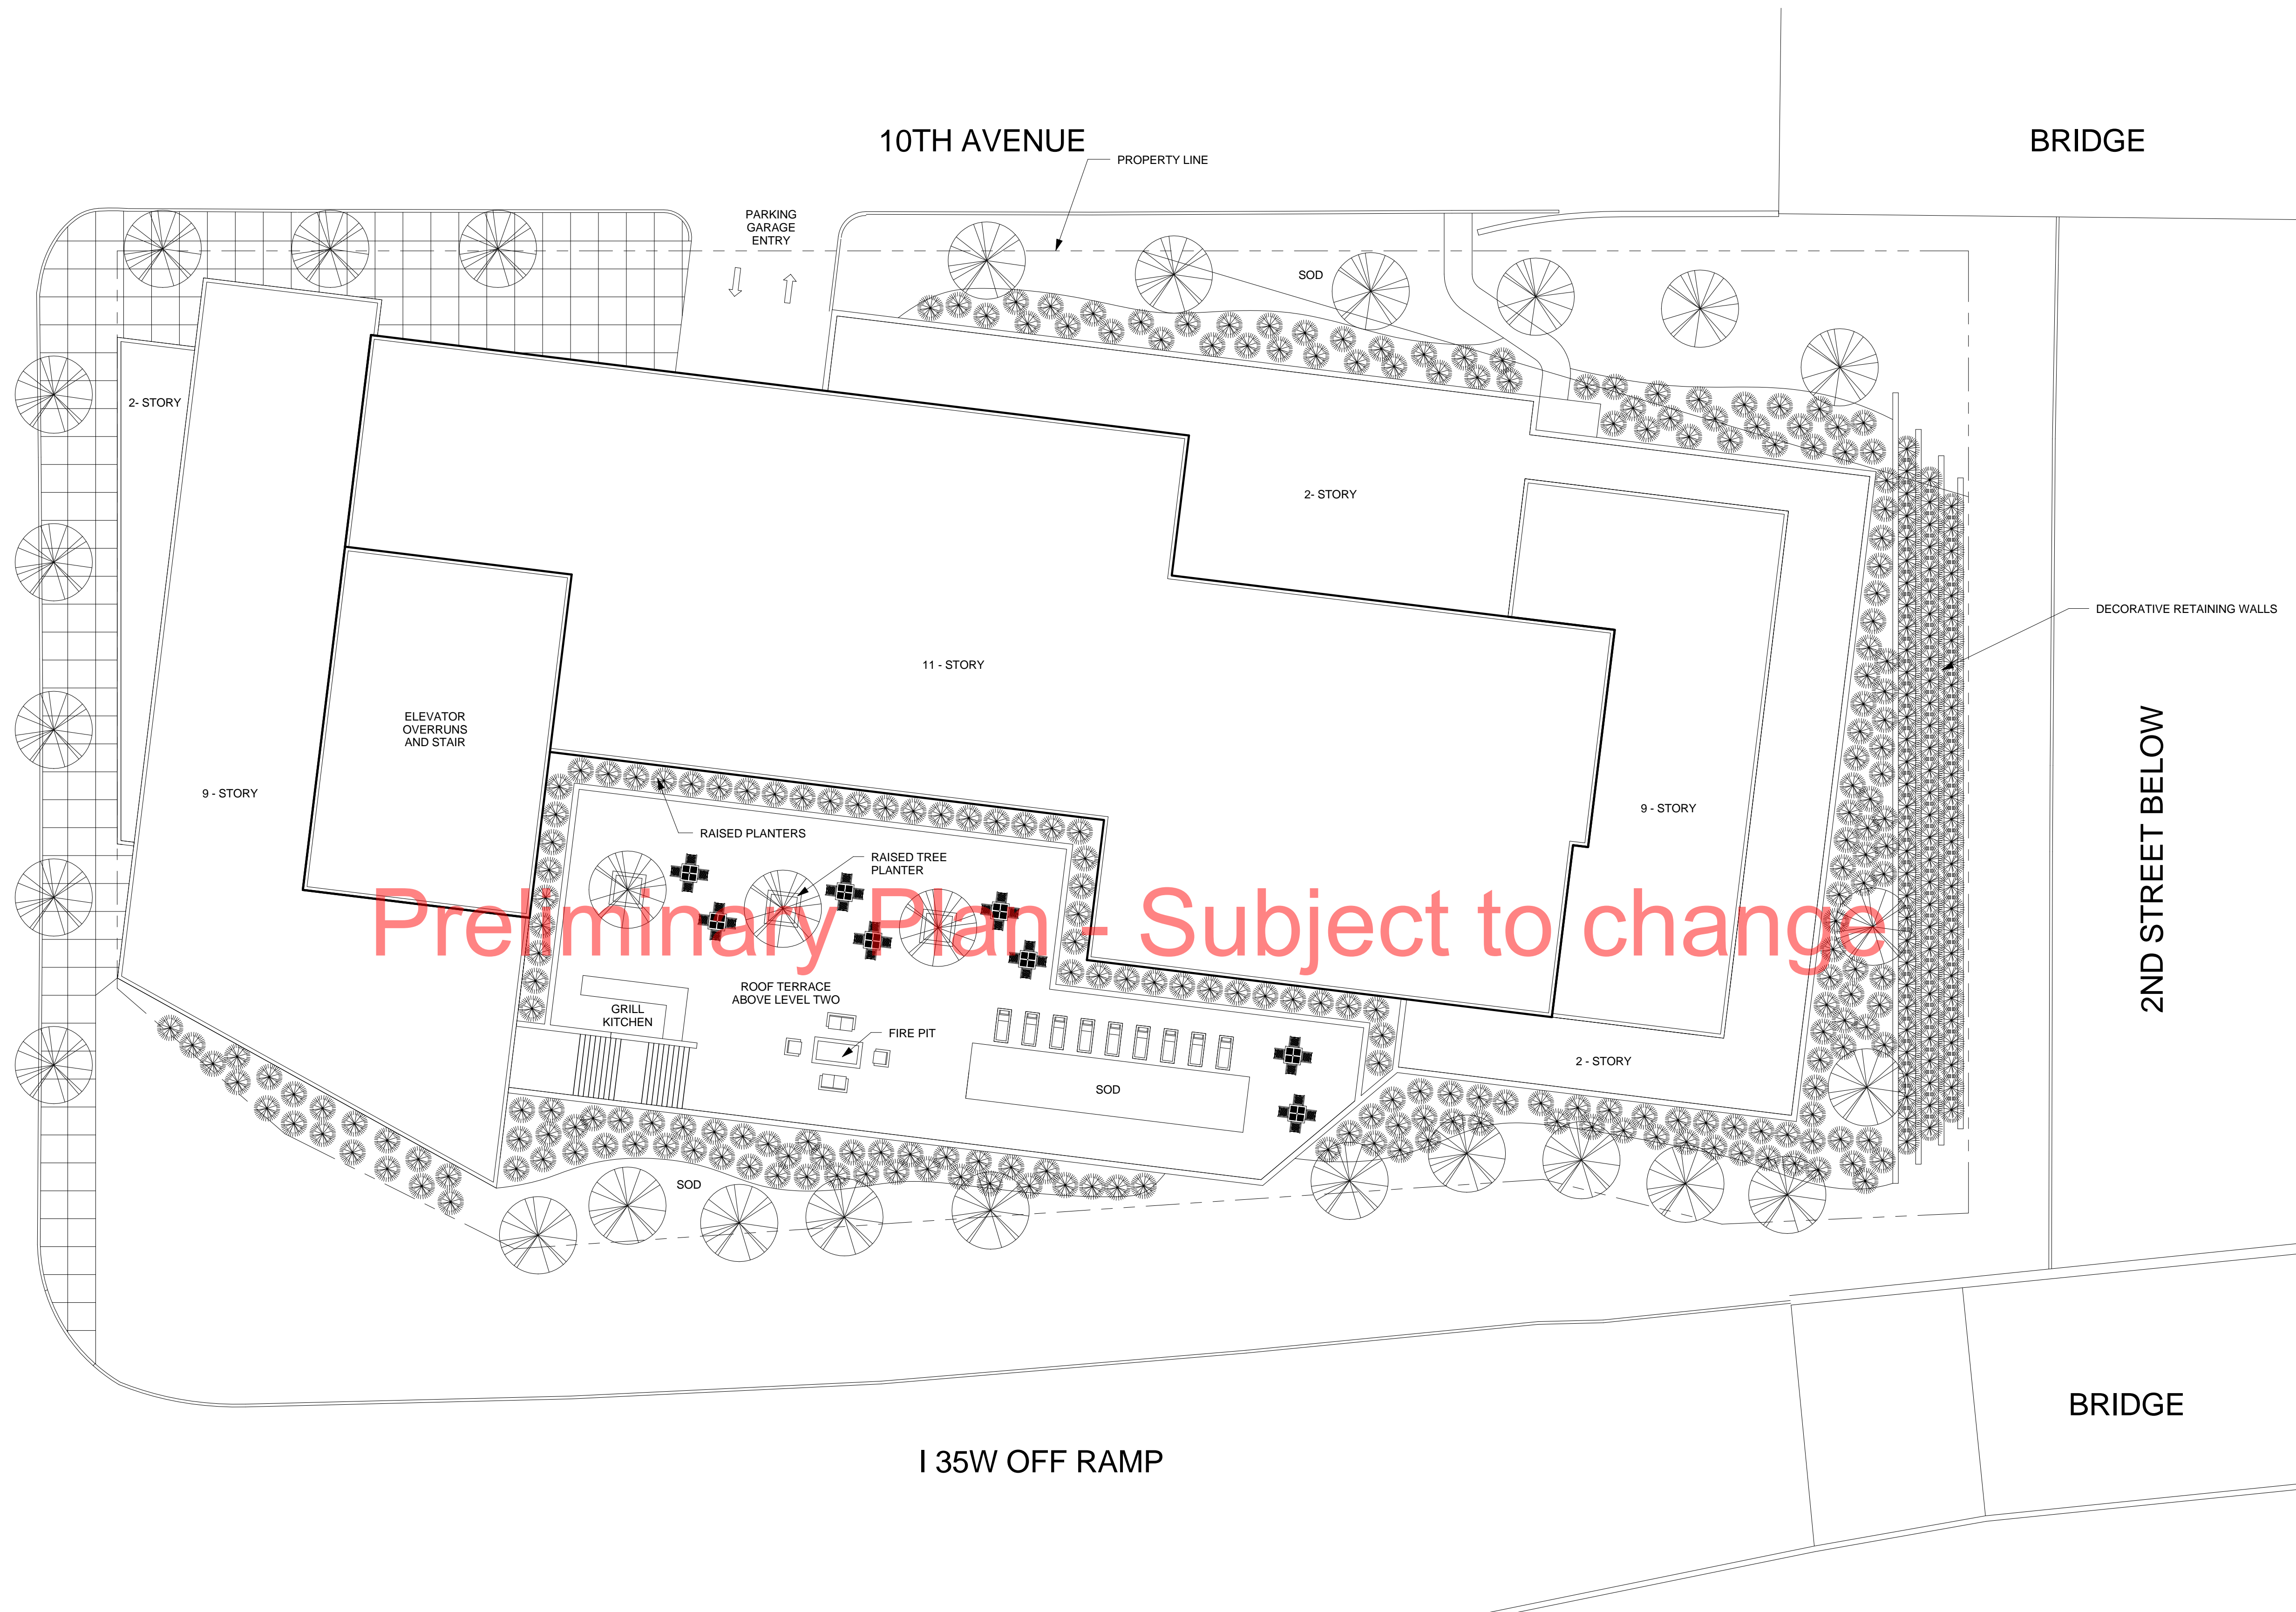 10TH AVENUE
BRIDGE
PROPERTY LINE
PARKING
GARAGE
ENTRY
SOD
2- STORY
2- STORY
DECORATIVE RETAINING WALLS
11 - STORY
ELEVATOR
OVERRUNS
AND STAIR
9 - STORY
9 - STORY
2ND STREET BELOW
RAISED PLANTERS
RAISED TREE
PLANTER
Preliminary Plan - Subject to change
ROOF TERRACE
ABOVE LEVEL TWO
GRILL
KITCHEN
FIRE PIT
2 - STORY
SOD
SOD
BRIDGE
I 35W OFF RAMP